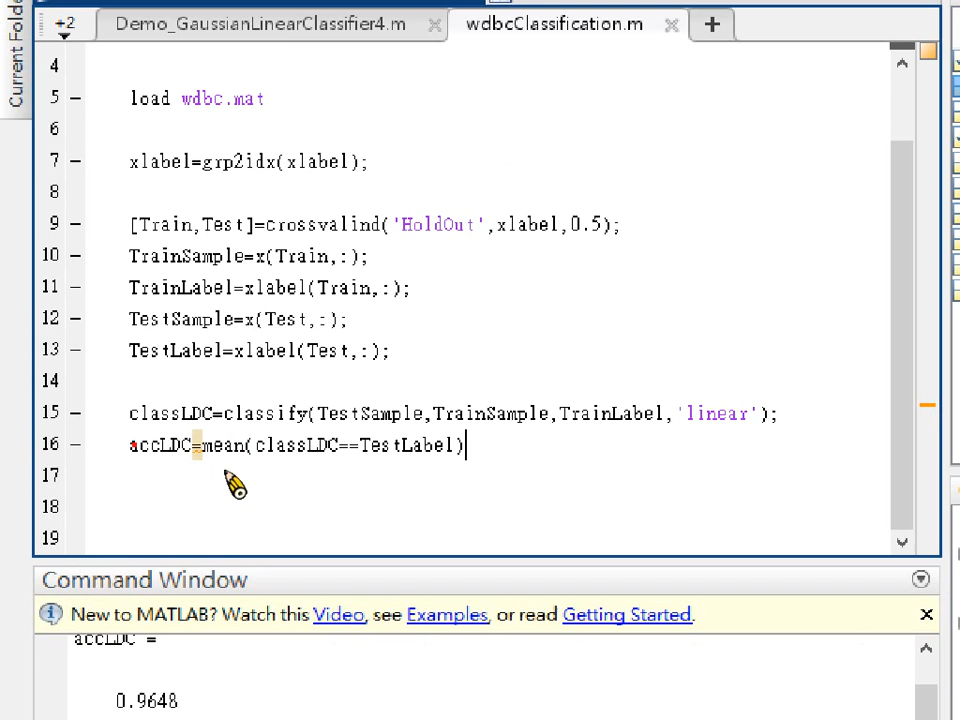 Current Folde
+2
Demo_GaussianLinearClassifier4.m
wdbcClassification.m
4
5 load wdbc.mat
6
7 xlabel=grp2idx(xlabel);
8
9 [Train,Test]=crossvalind('HoldOut',xlabel,0.5);
10 TrainSample=x(Train,:);
11 TrainLabel=xlabel(Train,:);
12 TestSample=x(Test,:);
13 TestLabel=xlabel(Test,:);
14
15 classLDC=classify(TestSample,TrainSample,TrainLabel,'linear');
16 accLDC=mean(classLDC==TestLabel)
17
18
19
Command Window
New to MATLAB? Watch this Video, see Examples, or read Getting Started.
accLDC =
0.9648